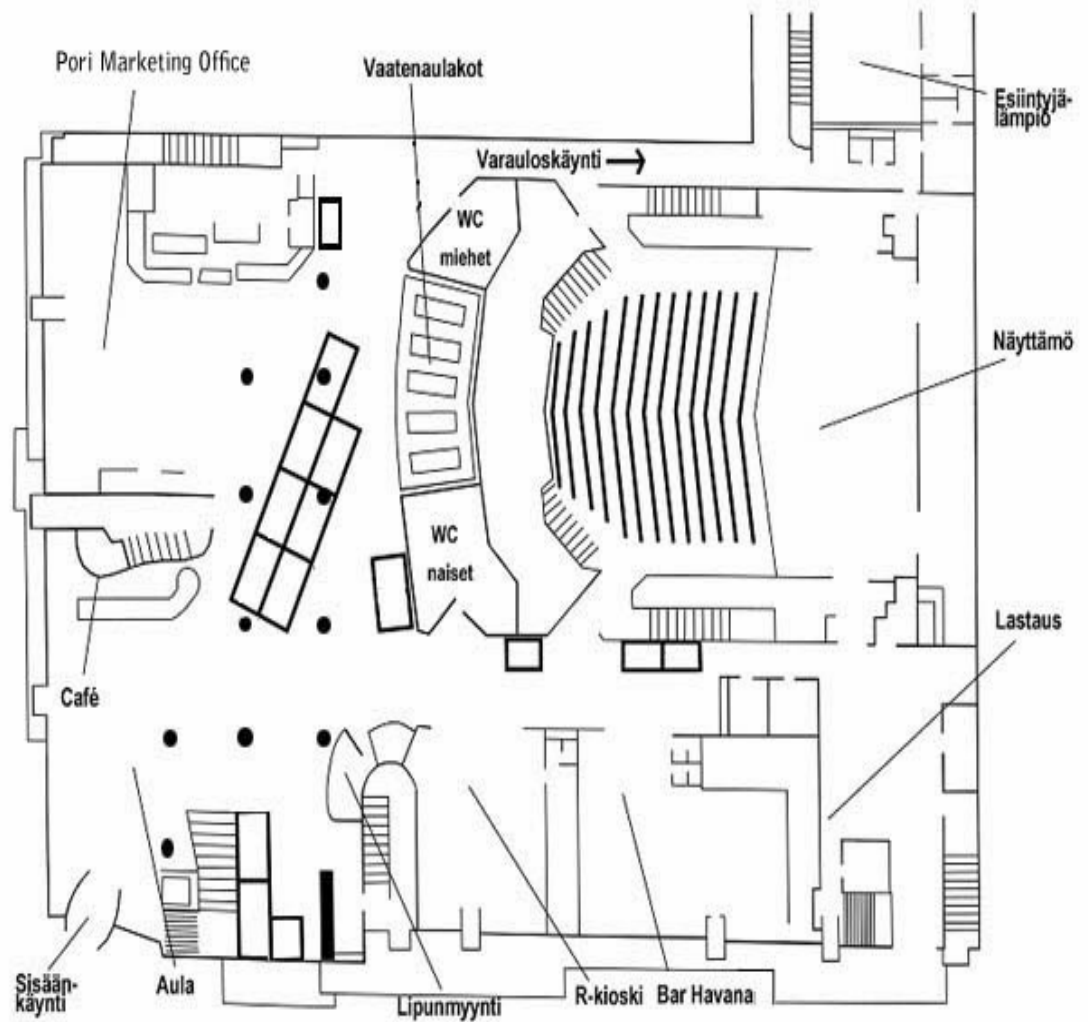 Pori Marketing Office
Vaatenaulakot
Esiintyjä-
lämpiö
Varauloskäynti
WC
miehet
Näyttämö
WC
naiset
Lastaus
Café
Sisään-
käynti
Aula
Lipunmyynti
R-kioski
Bar Havana